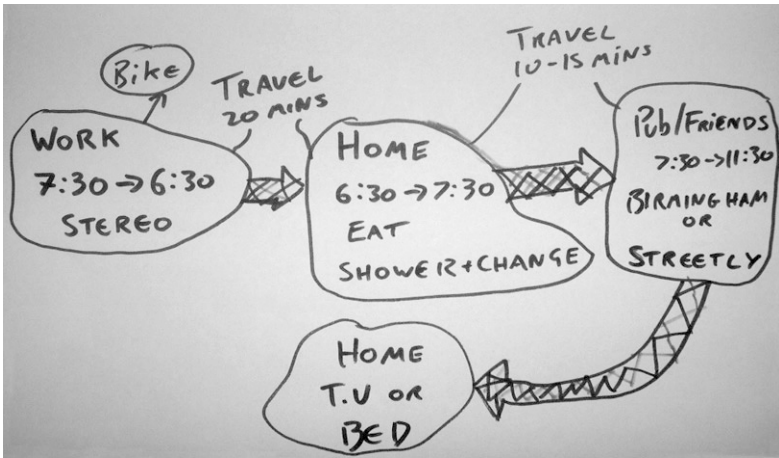 Bike
TRAVEL
20 MINS
TRAVEL
10-15 MINS
WORK
7:30→6:30
STEREO
HOME
6:30→7:30
EAT
SHOWER+CHANGE
Pub/FRIENDS
7:30→11:30
BIRMINGHAM
OR
STREETLY
HOME
T.V OR
BED